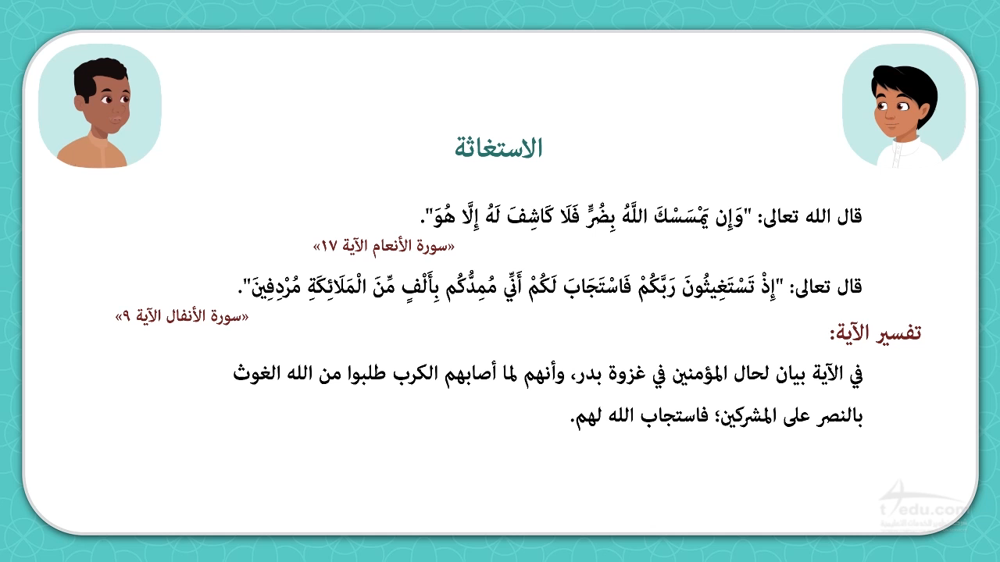 الاستغاثة
قال الله تعالى: "وَإِن يَمْسَسْكَ اللَّهُ بِضُرٍّ فَلَا كَاشِفَ لَهُ إِلَّا هُوَ".
«سورة الأنعام الآية ١٧»
قال تعالى: "إِذْ تَسْتَغِيثُونَ رَبَّكُمْ فَاسْتَجَابَ لَكُمْ أَنِّي مُمِدُّكُم بِأَلْفٍ مِّنَ الْمَلَائِكَةِ مُرْدِفِينَ".
«سورة الأنفال الآية ٩»
تفسير الآية:
في الآية بيان لحال المؤمنين في غزوة بدر، وأنهم لما أصابهم الكرب طلبوا من الله الغوث
بالنصر على المشركين؛ فاستجاب الله لهم.